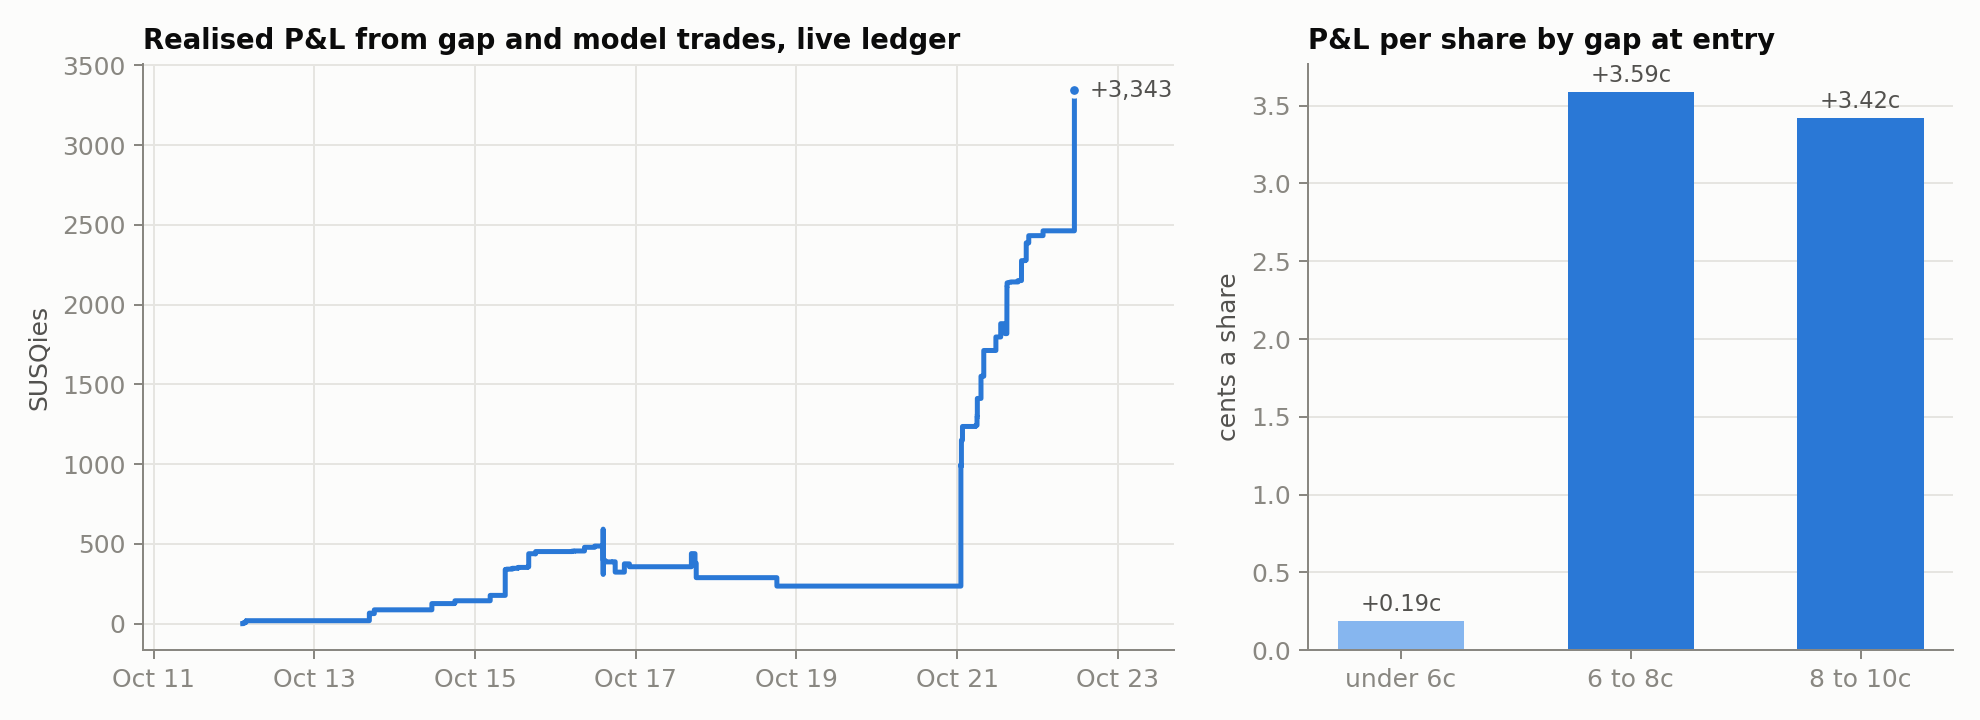 Realised P&L from gap and model trades, live ledger
3500
3000
2500
2000
1500
1000
500
0
SUSQies
+3,343
Oct 11
Oct 13
Oct 15
Oct 17
Oct 19
Oct 21
Oct 23
P&L per share by gap at entry
3.5
3.0
2.5
2.0
1.5
1.0
0.5
0.0
cents a share
+0.19c
+3.59c
+3.42c
under 6c
6 to 8c
8 to 10c